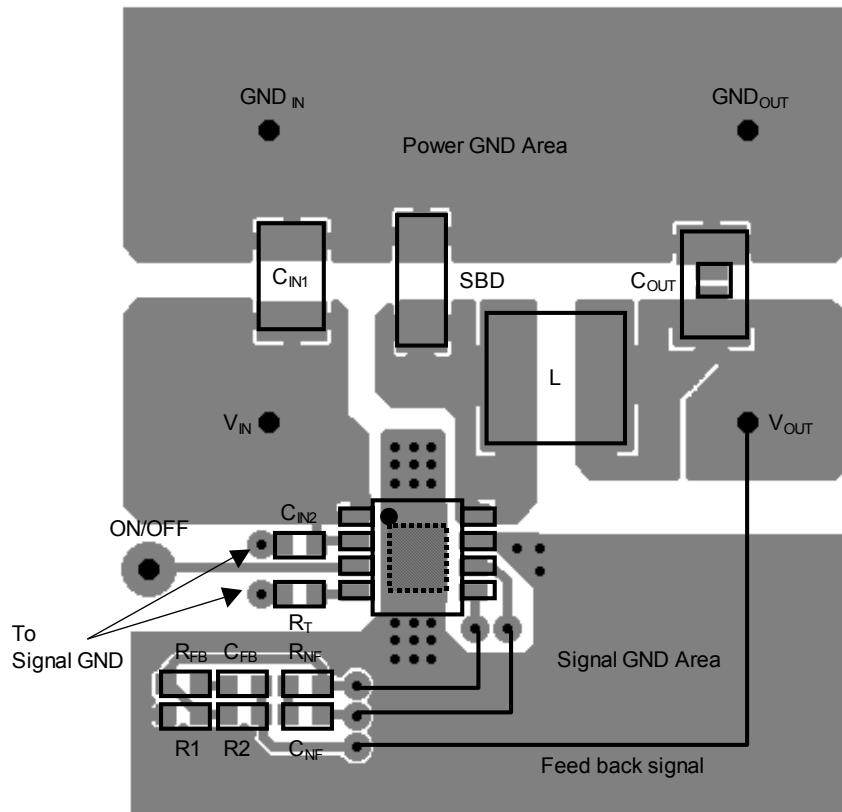 GND IN
GNDOUT
Power GND Area
CIN1
SBD
COUT
L
VIN
VOUT
CIN2
ON/OFF
RT
To
Signal GND
RFB CFB RNF
Signal GND Area
R1 R2 CNF
Feed back signal